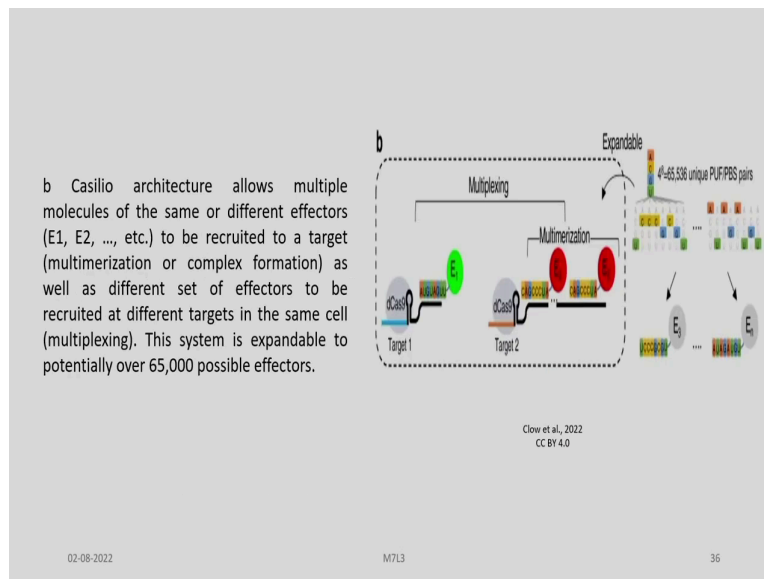 b Casilio architecture allows multiple
molecules of the same or different effectors
(E1, E2, ..., etc.) to be recruited to a target
(multimerization or complex formation) as
well as different set of effectors to be
recruited at different targets in the same cell
(multiplexing). This system is expandable to
potentially over 65,000 possible effectors.
b
Expandable
4⁸=65,536 unique PUF/PBS pairs
Multiplexing
Multimerization
dCas9
AUGUAGUU
Target 1
dCas9
CAGCCCUU
CAGCCCUU
Target 2
E₃
....
Eₙ
Clow et al., 2022
CC BY 4.0
02-08-2022
M7L3
36